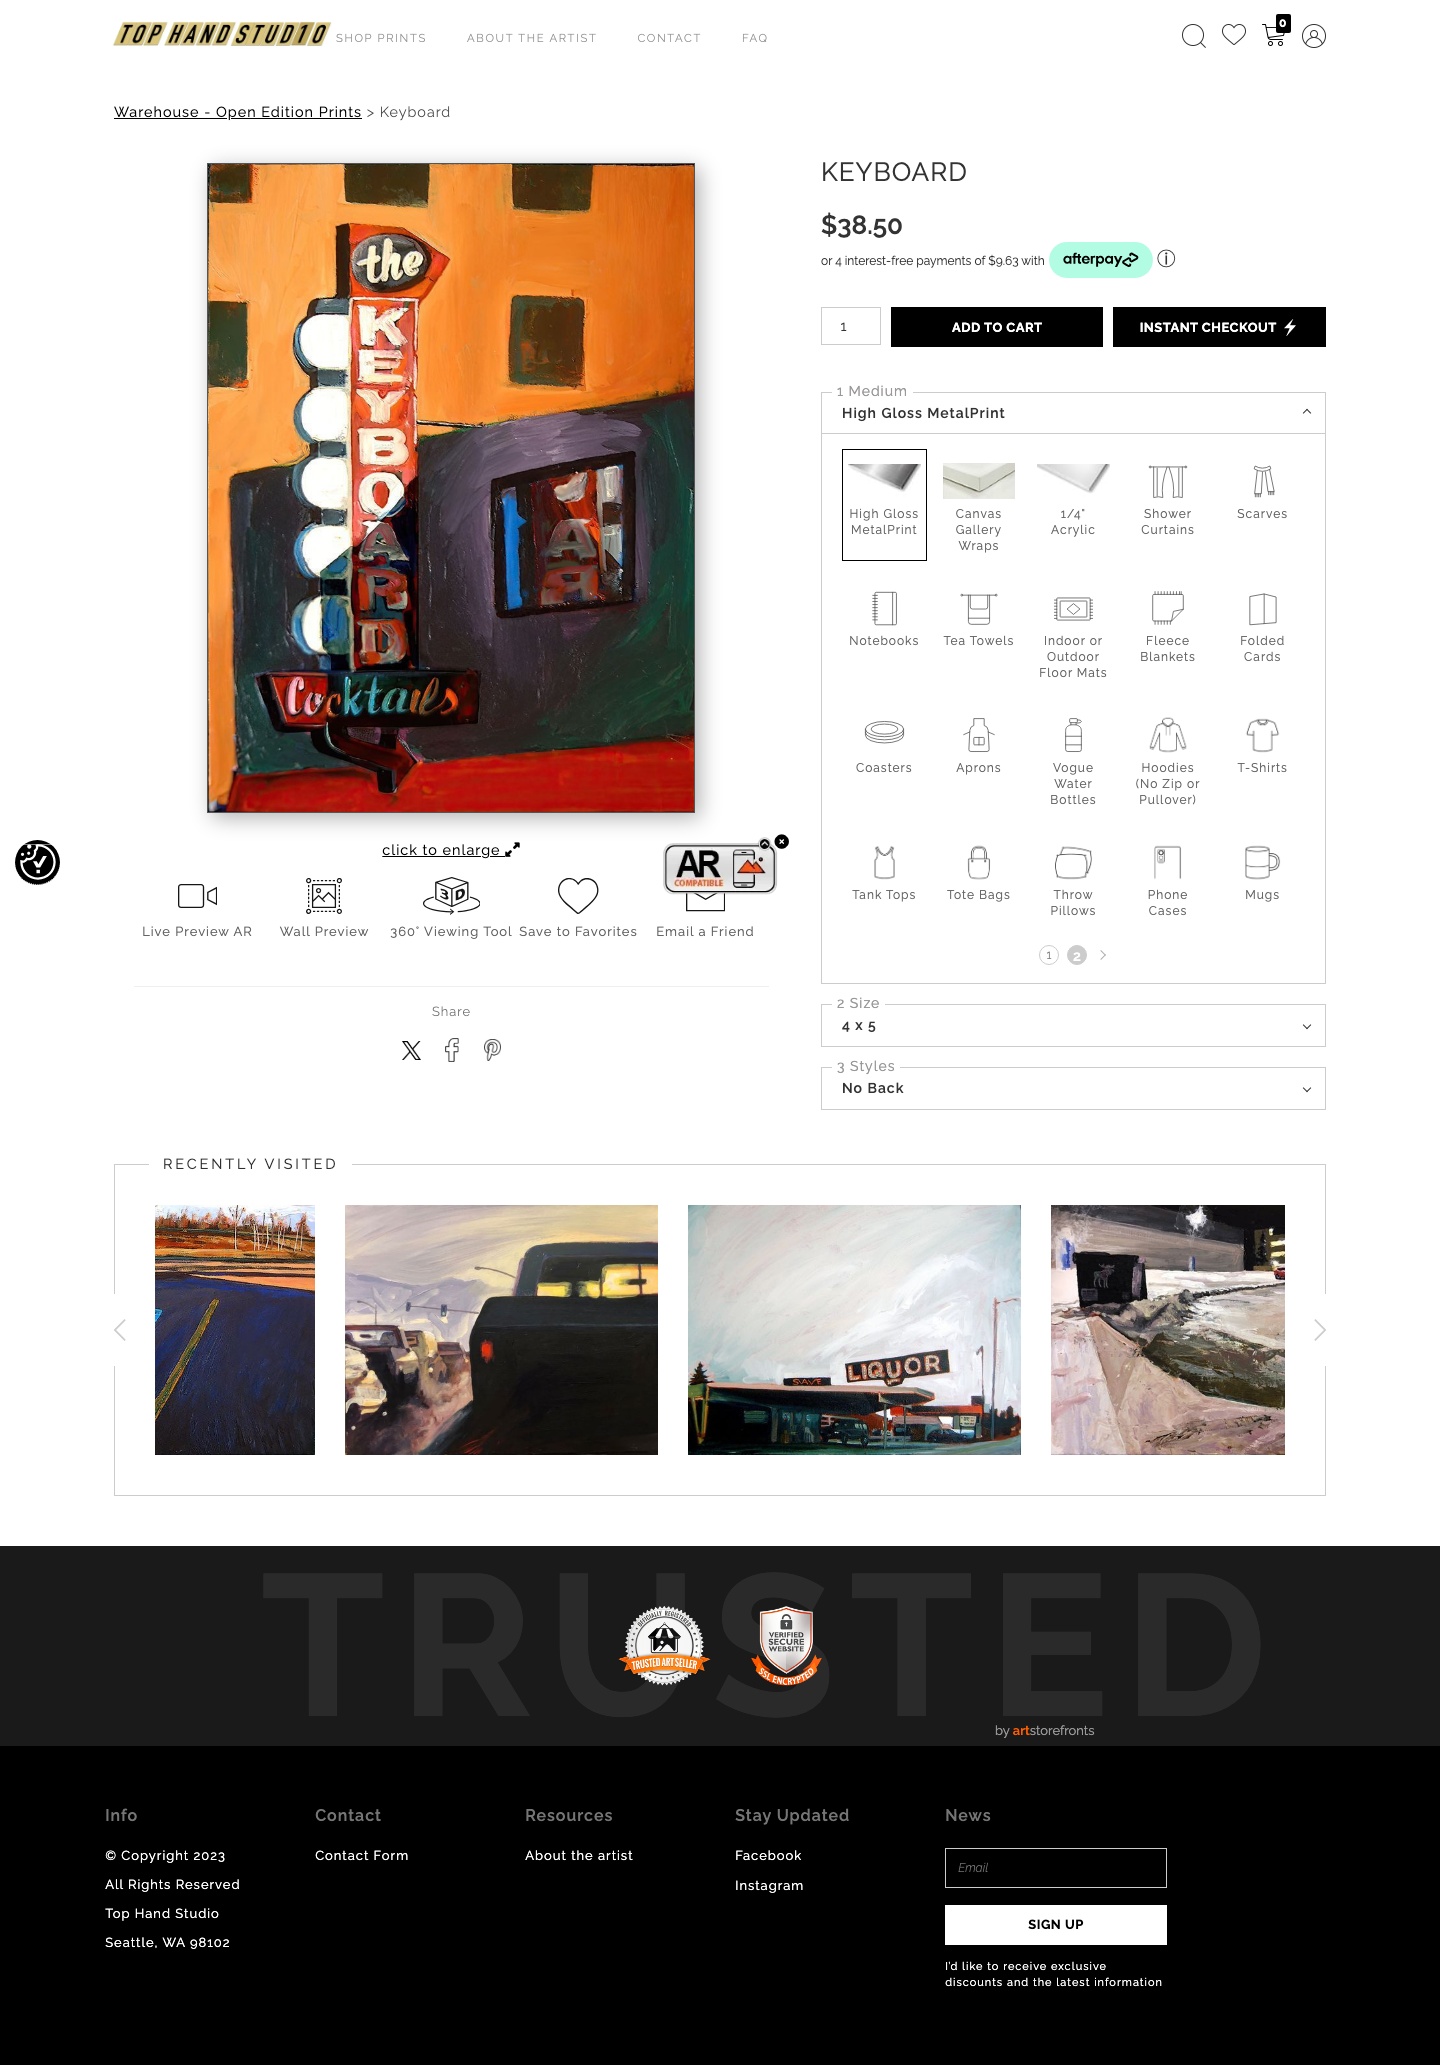 TOP HAND STUD10
SHOP PRINTS ABOUT THE ARTIST CONTACT FAQ
0
Warehouse - Open Edition Prints > Keyboard
the
KEYBOARD
Cocktails
click to enlarge
AR
COMPATIBLE
3D
Live Preview AR
Wall Preview
360° Viewing Tool
Save to Favorites
Email a Friend
Share
KEYBOARD
$38.50
or 4 interest-free payments of $9.63 with afterpay
1
ADD TO CART
INSTANT CHECKOUT
1 Medium
High Gloss MetalPrint
High Gloss
MetalPrint
Canvas
Gallery
Wraps
1/4"
Acrylic
Shower
Curtains
Scarves
Notebooks
Tea Towels
Indoor or
Outdoor
Floor Mats
Fleece
Blankets
Folded
Cards
Coasters
Aprons
Vogue
Water
Bottles
Hoodies
(No Zip or
Pullover)
T-Shirts
Tank Tops
Tote Bags
Throw
Pillows
Phone
Cases
Mugs
1 2
2 Size
4 x 5
3 Styles
No Back
RECENTLY VISITED
SAVE
LIQUOR
TRUSTED
OFFICIALLY REGISTERED
TRUSTED ART SELLER
VERIFIED
SECURE
WEBSITE
SSL ENCRYPTED
by artstorefronts
Info
© Copyright 2023
All Rights Reserved
Top Hand Studio
Seattle, WA 98102
Contact
Contact Form
Resources
About the artist
Stay Updated
Facebook
Instagram
News
Email
SIGN UP
I'd like to receive exclusive
discounts and the latest information